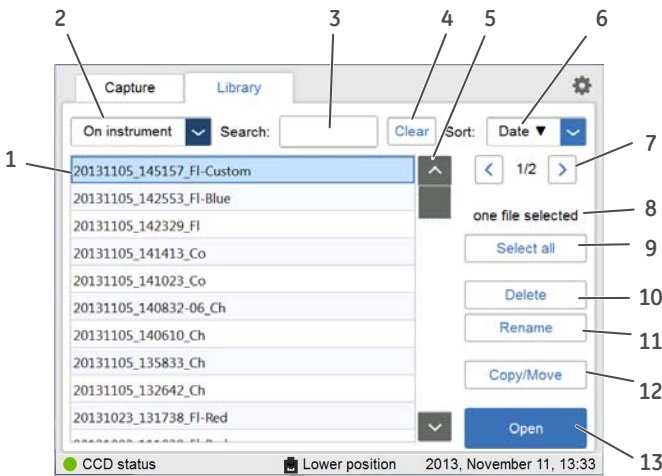 2 3 4 5 6
Capture Library
On instrument Search: Clear Sort: Date ▼
1 20131105_145157_Fl-Custom 1/2 7
20131105_142553_Fl-Blue
20131105_142329_Fl one file selected 8
20131105_141413_Co Select all 9
20131105_141023_Co
20131105_140832-06_Ch Delete 10
20131105_140610_Ch Rename 11
20131105_135833_Ch
20131105_132642_Ch Copy/Move 12
20131023_131738_Fl-Red Open
CCD status Lower position 2013, November 11, 13:33 13